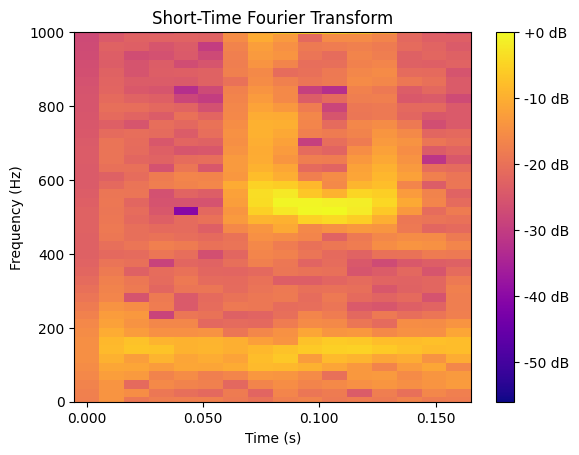 Short-Time Fourier Transform
1000
800
600
400
200
0
Frequency (Hz)
0.000
0.050
0.100
0.150
Time (s)
+0 dB
-10 dB
-20 dB
-30 dB
-40 dB
-50 dB